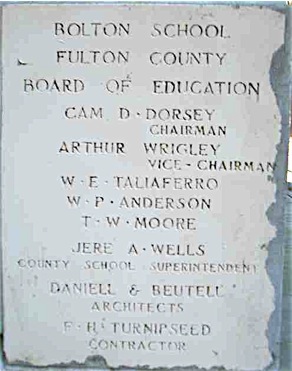 BOLTON SCHOOL
FULTON COUNTY
BOARD OF EDUCATION
CAM D·DORSEY
CHAIRMAN
ARTHUR WRIGLEY
VICE-CHAIRMAN
W·E·TALIAFERRO
W·P·ANDERSON
T·W·MOORE
JERE A·WELLS
COUNTY SCHOOL SUPERINTENDENT
DANIELL & BEUTELL
ARCHITECTS
F·H·TURNIPSEED
CONTRACTOR